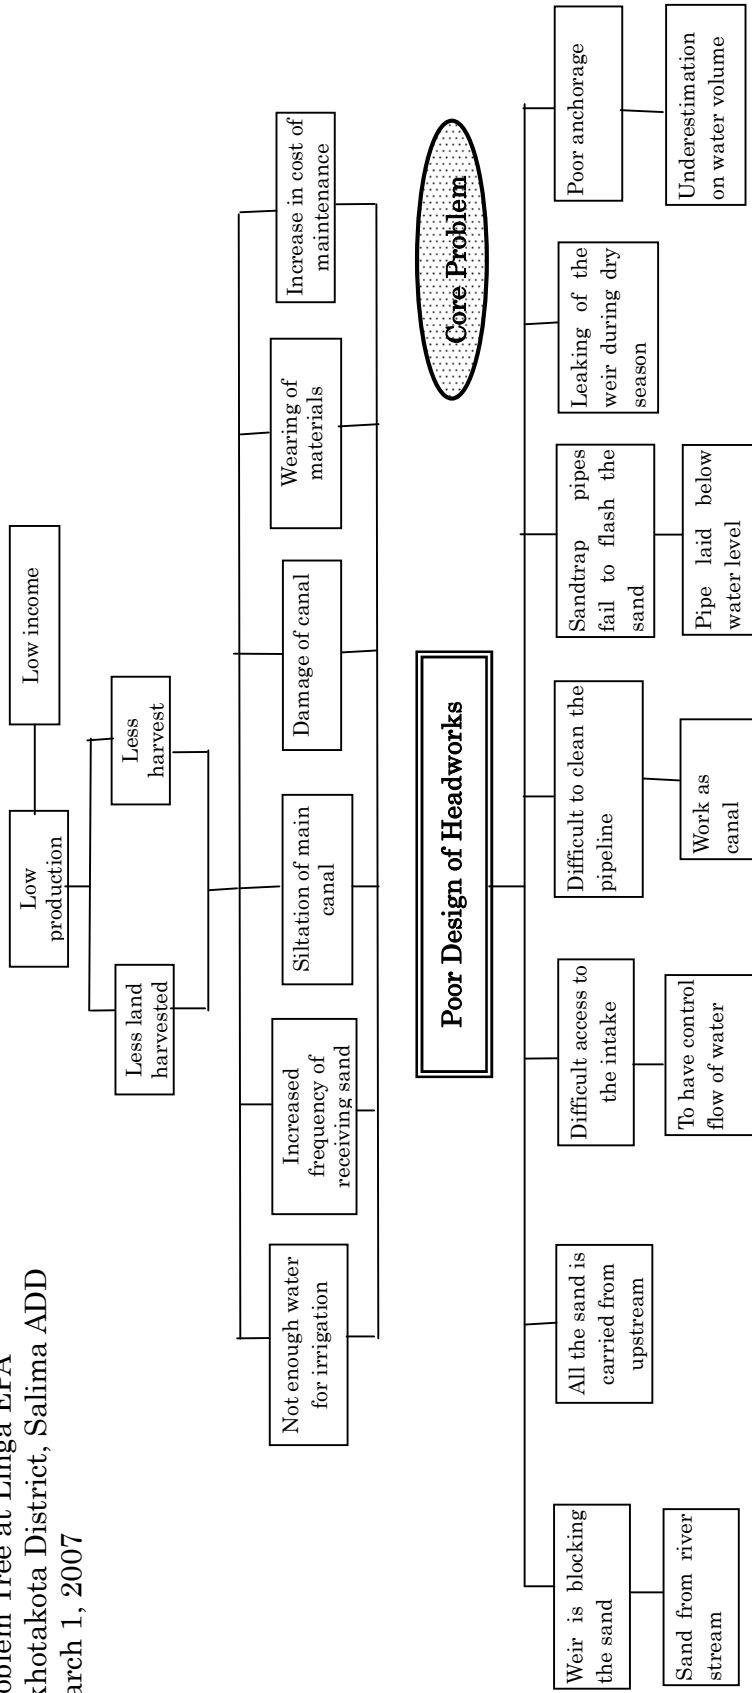 oblem Tree at Linga EPA
khotakota District, Salima ADD
arch 1, 2007
Low
production
Low income
Less land
harvested
Less
harvest
Not enough water
for irrigation
Increased
frequency of
receiving sand
Siltation of main
canal
Damage of canal
Wearing of
materials
Increase in cost of
maintenance
Poor Design of Headworks
Core Problem
Weir is blocking
the sand
All the sand is
carried from
upstream
Difficult access to
the intake
Difficult to clean the
pipeline
Sandtrap pipes
fail to flash the
sand
Leaking of the
weir during dry
season
Poor anchorage
Sand from river
stream
To have control
flow of water
Work as
canal
Pipe laid below
water level
Underestimation
on water volume